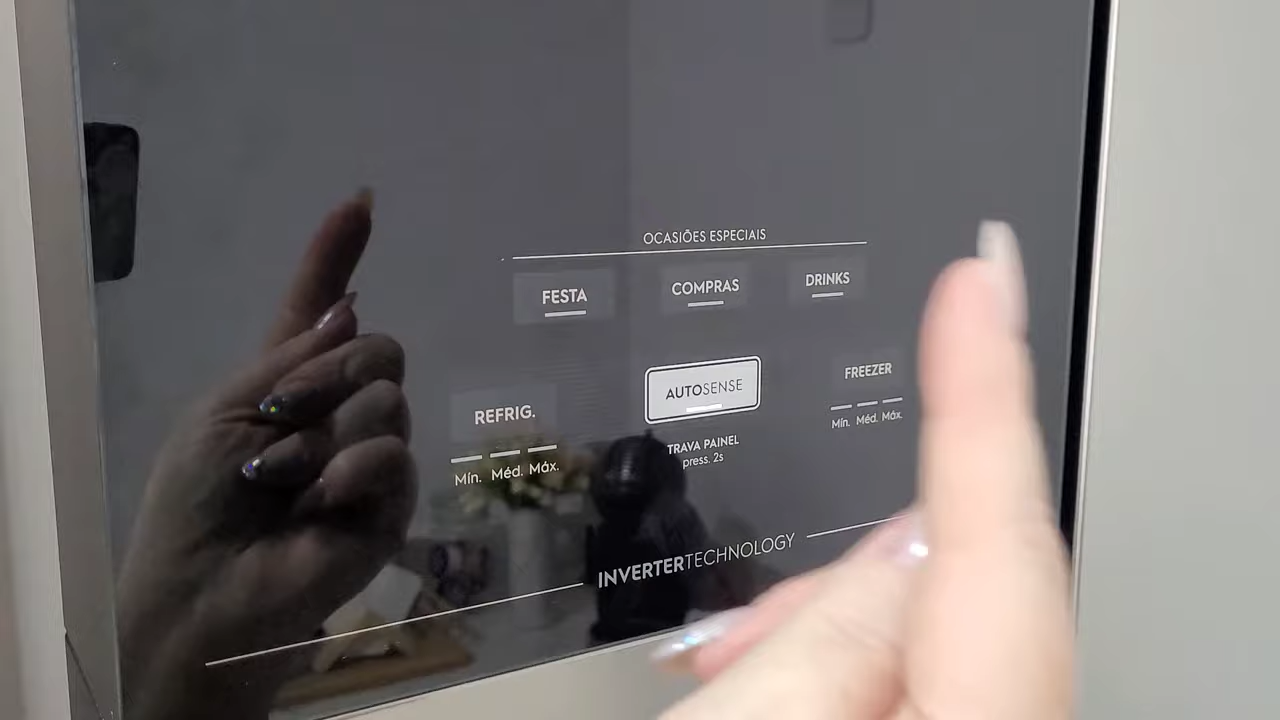 OCASIÕES ESPECIAIS
FESTA COMPRAS DRINKS
REFRIG. AUTOSENSE FREEZER
Mín. Méd. Máx. TRAVA PAINEL Mín. Méd. Máx.
press. 2s
INVERTERTECHNOLOGY